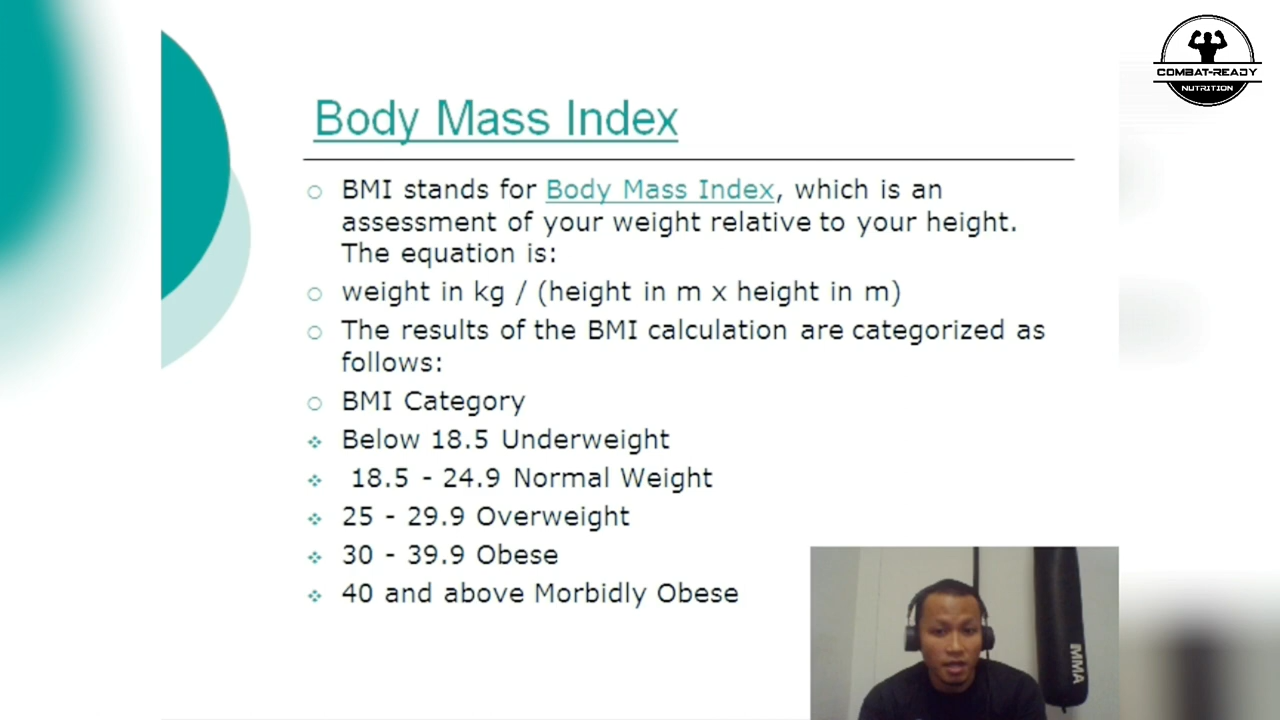 COMBAT-READY
NUTRITION
Body Mass Index
BMI stands for Body Mass Index, which is an
assessment of your weight relative to your height.
The equation is:
weight in kg / (height in m x height in m)
The results of the BMI calculation are categorized as
follows:
BMI Category
Below 18.5 Underweight
18.5 - 24.9 Normal Weight
25 - 29.9 Overweight
30 - 39.9 Obese
40 and above Morbidly Obese
MMA